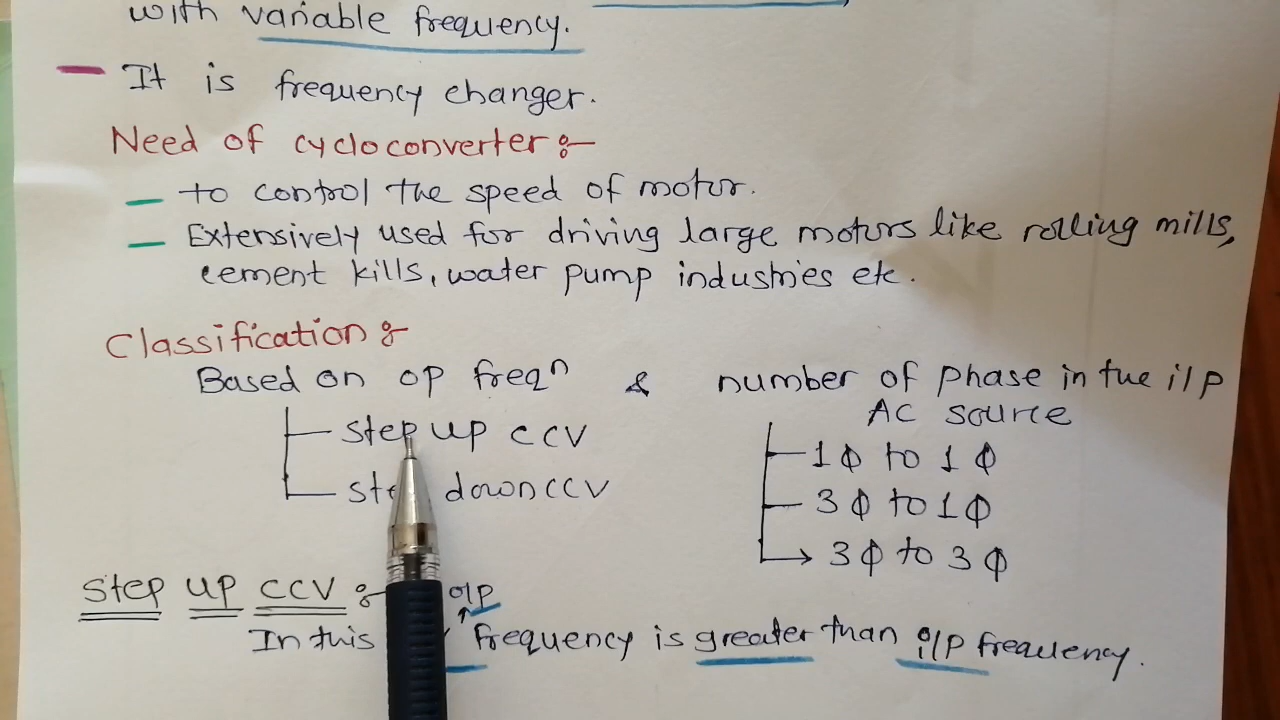 with variable frequency.
It is frequency changer.
Need of cycloconverter :-
to control the speed of motor.
Extensively used for driving large motors like rolling mills,
cement kills, water pump industries etc.
Classification :-
Based on op freqn & number of phase in the i/p
AC source
step up ccv
step down ccv
1ϕ to 1ϕ
3ϕ to 1ϕ
3ϕ to 3ϕ
step up ccv :- o/p
In this frequency is greater than i/p frequency.